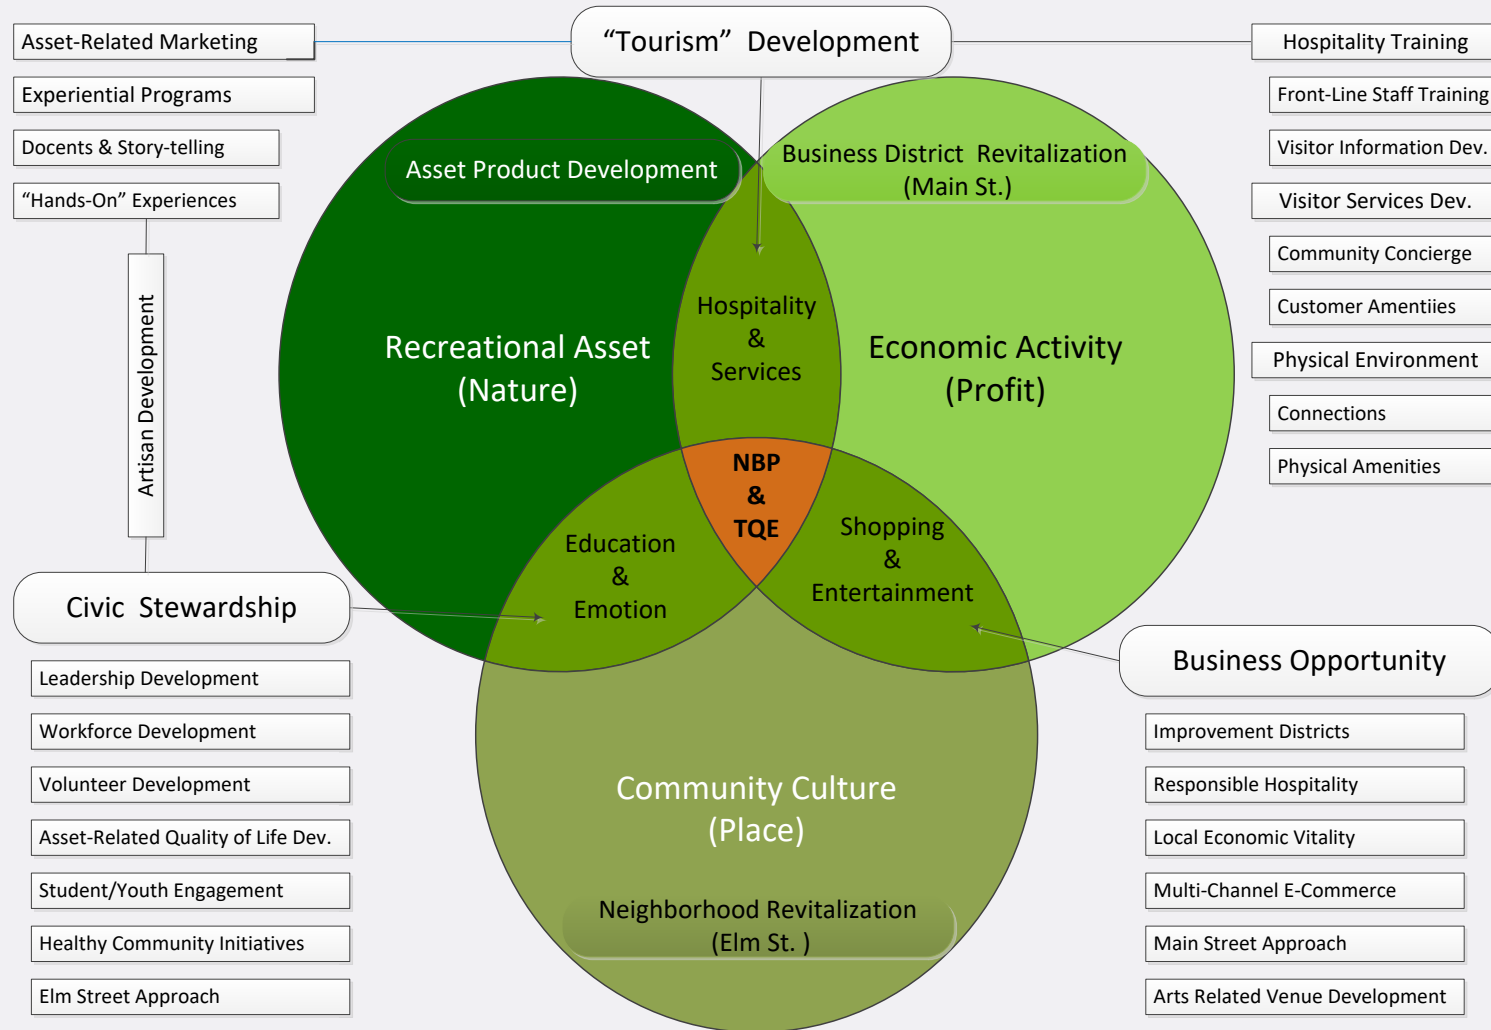 “Tourism”  Development
Asset-Related Marketing
Experiential Programs
Docents & Story-telling
“Hands-On” Experiences
Artisan Development
Hospitality Training
Front-Line Staff Training
Visitor Information Dev.
Visitor Services Dev.
Community Concierge
Customer Amentiies
Physical Environment
Connections
Physical Amenities
Asset Product Development
Business District  Revitalization
(Main St.)
Recreational Asset
(Nature)
Hospitality
&
Services
Economic Activity
(Profit)
NBP
&
TQE
Education
&
Emotion
Shopping
&
Entertainment
Community Culture
(Place)
Neighborhood Revitalization
(Elm St. )
Civic  Stewardship
Leadership Development
Workforce Development
Volunteer Development
Asset-Related Quality of Life Dev.
Student/Youth Engagement
Healthy Community Initiatives
Elm Street Approach
Business Opportunity
Improvement Districts
Responsible Hospitality
Local Economic Vitality
Multi-Channel E-Commerce
Main Street Approach
Arts Related Venue Development